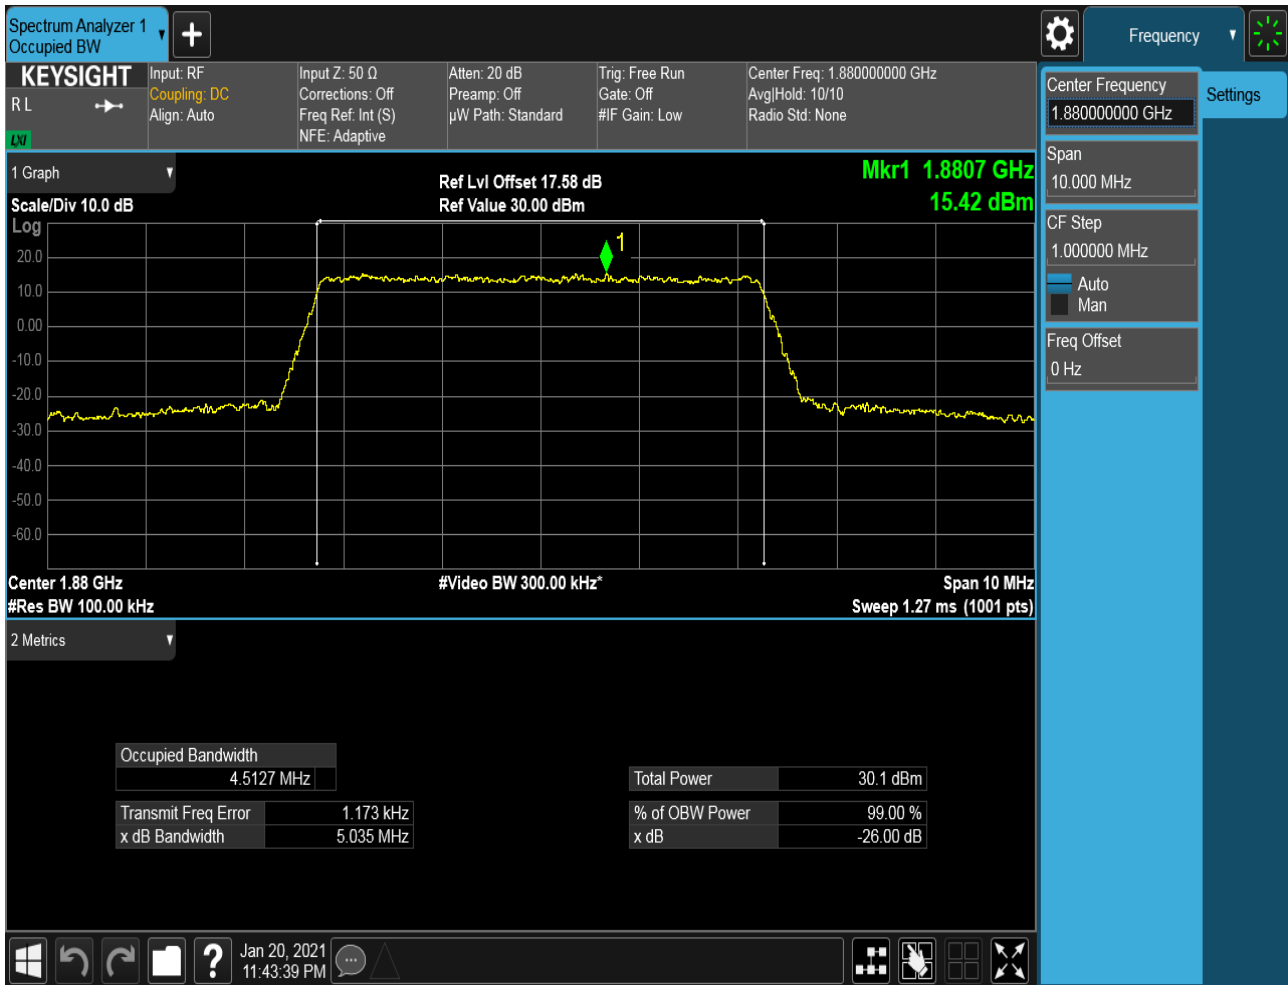 Spectrum Analyzer 1
Occupied BW
Frequency
KEYSIGHT
R L
LXI
Input: RF
Coupling: DC
Align: Auto
Input Z: 50 Ω
Corrections: Off
Freq Ref: Int (S)
NFE: Adaptive
Atten: 20 dB
Preamp: Off
µW Path: Standard
Trig: Free Run
Gate: Off
#IF Gain: Low
Center Freq: 1.880000000 GHz
Avg|Hold: 10/10
Radio Std: None
Center Frequency
1.880000000 GHz
Settings
Span
10.000 MHz
CF Step
1.000000 MHz
Auto
Man
Freq Offset
0 Hz
1 Graph
Scale/Div 10.0 dB
Ref Lvl Offset 17.58 dB
Ref Value 30.00 dBm
Mkr1 1.8807 GHz
15.42 dBm
Log
1
20.0
10.0
0.00
-10.0
-20.0
-30.0
-40.0
-50.0
-60.0
Center 1.88 GHz
#Video BW 300.00 kHz*
Span 10 MHz
#Res BW 100.00 kHz
Sweep 1.27 ms (1001 pts)
2 Metrics
Occupied Bandwidth
4.5127 MHz
Total Power 30.1 dBm
Transmit Freq Error 1.173 kHz
% of OBW Power 99.00 %
x dB Bandwidth 5.035 MHz
x dB -26.00 dB
?
Jan 20, 2021
11:43:39 PM